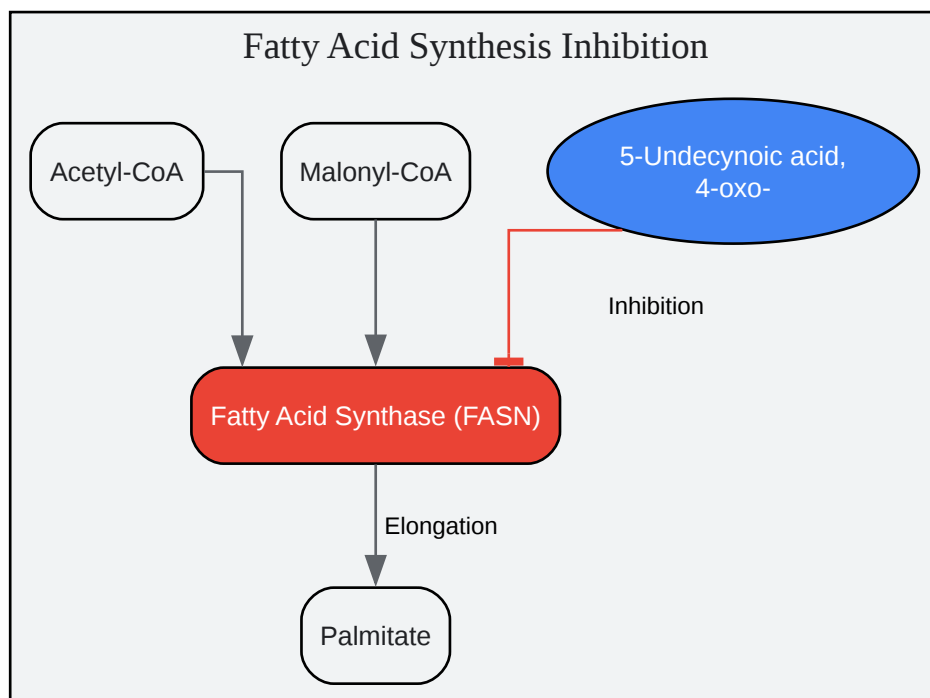 Fatty Acid Synthesis Inhibition
Acetyl-CoA
Malonyl-CoA
5-Undecynoic acid,
4-oxo-
Inhibition
Fatty Acid Synthase (FASN)
Elongation
Palmitate